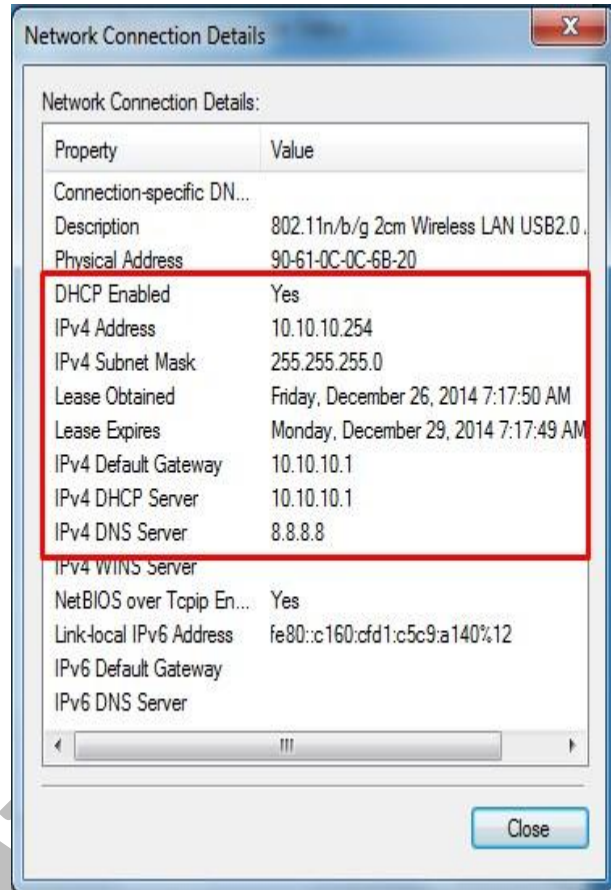 Network Connection Details
X
Network Connection Details:
Property Value
Connection-specific DN...
Description 802.11n/b/g 2cm Wireless LAN USB2.0 .
Physical Address 90-61-0C-0C-6B-20
DHCP Enabled Yes
IPv4 Address 10.10.10.254
IPv4 Subnet Mask 255.255.255.0
Lease Obtained Friday, December 26, 2014 7:17:50 AM
Lease Expires Monday, December 29, 2014 7:17:49 AM
IPv4 Default Gateway 10.10.10.1
IPv4 DHCP Server 10.10.10.1
IPv4 DNS Server 8.8.8.8
IPv4 WINS Server
NetBIOS over Tcpip En... Yes
Link-local IPv6 Address fe80::c160:cfd1:c5c9:a140%12
IPv6 Default Gateway
IPv6 DNS Server
Close